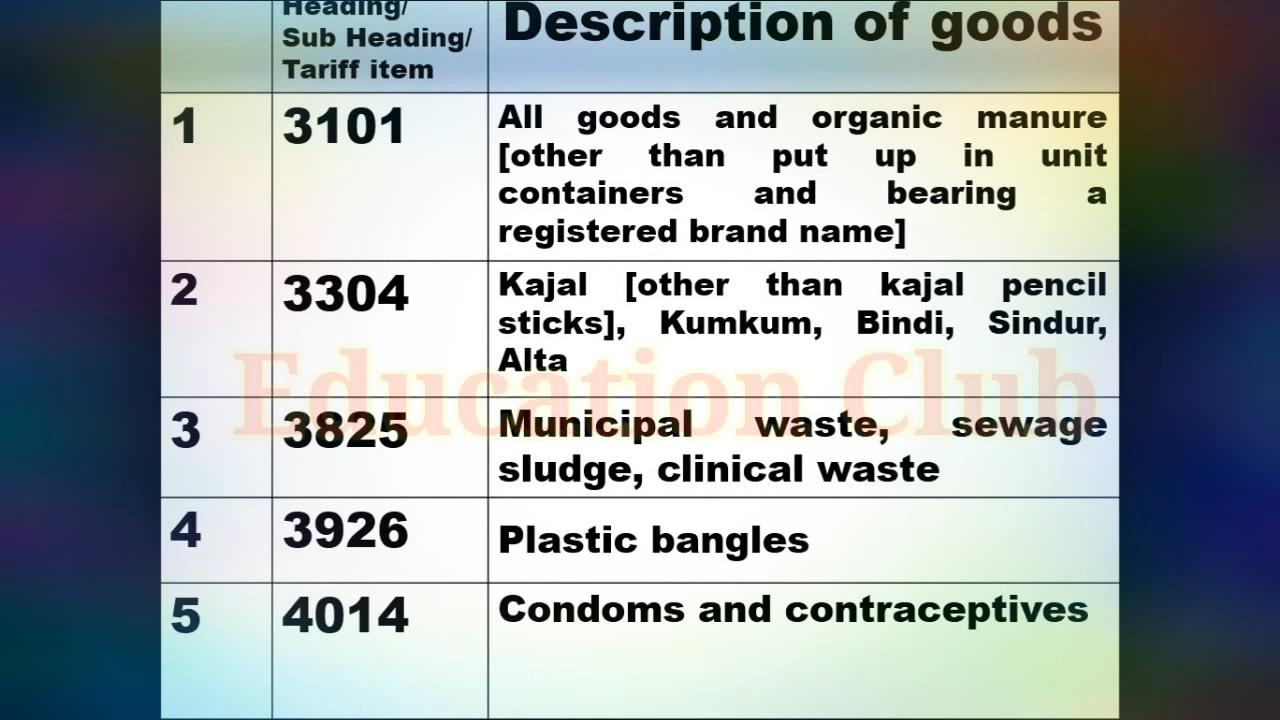 Heading/
Sub Heading/
Tariff item
Description of goods
1
3101
All goods and organic manure
[other than put up in unit
containers and bearing a
registered brand name]
2
3304
Kajal [other than kajal pencil
sticks], Kumkum, Bindi, Sindur,
Alta
3
3825
Municipal waste, sewage
sludge, clinical waste
4
3926
Plastic bangles
5
4014
Condoms and contraceptives
Education Club